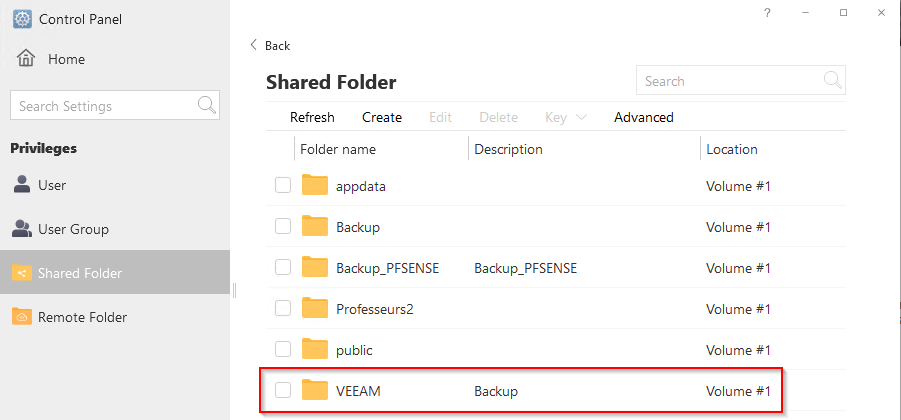 Control Panel
Home
Search Settings
Privileges
User
User Group
Shared Folder
Remote Folder
?
Back
Shared Folder
Search
Refresh Create Edit Delete Key Advanced
Folder name Description Location
appdata Volume #1
Backup Volume #1
Backup_PFSENSE Backup_PFSENSE Volume #1
Professeurs2 Volume #1
public Volume #1
VEEAM Backup Volume #1